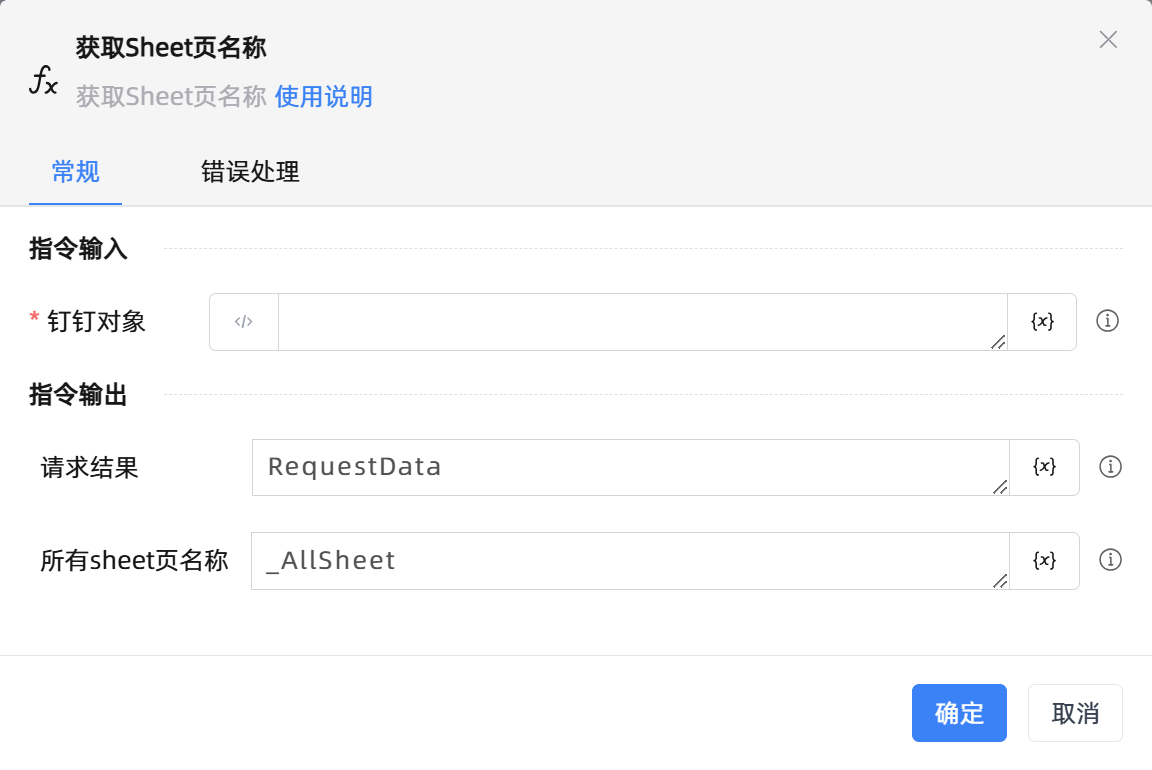 获取Sheet页名称
fx
获取Sheet页名称 使用说明
常规 错误处理
指令输入
* 钉钉对象 </> {x}
指令输出
请求结果 RequestData {x}
所有sheet页名称 _AllSheet {x}
确定 取消